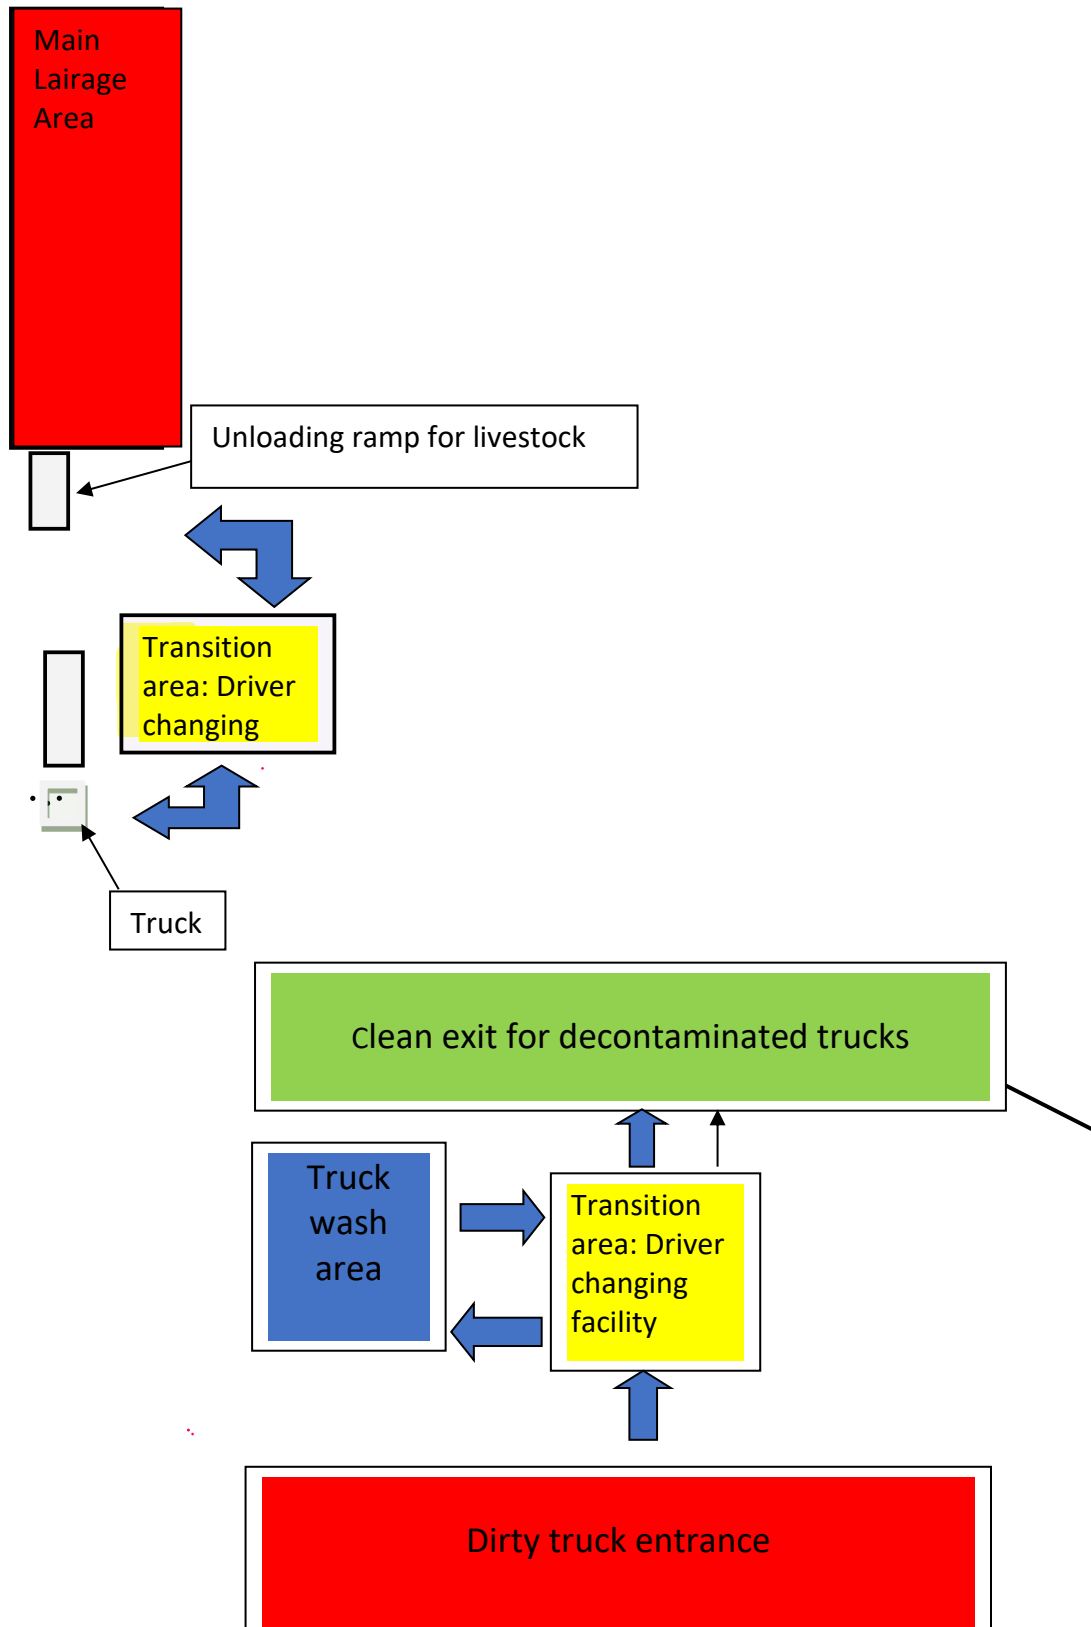 Main
Lairage
Area
Unloading ramp for livestock
Transition
area: Driver
changing
Truck
Clean exit for decontaminated trucks
Truck
wash
area
Transition
area: Driver
changing
facility
Dirty truck entrance